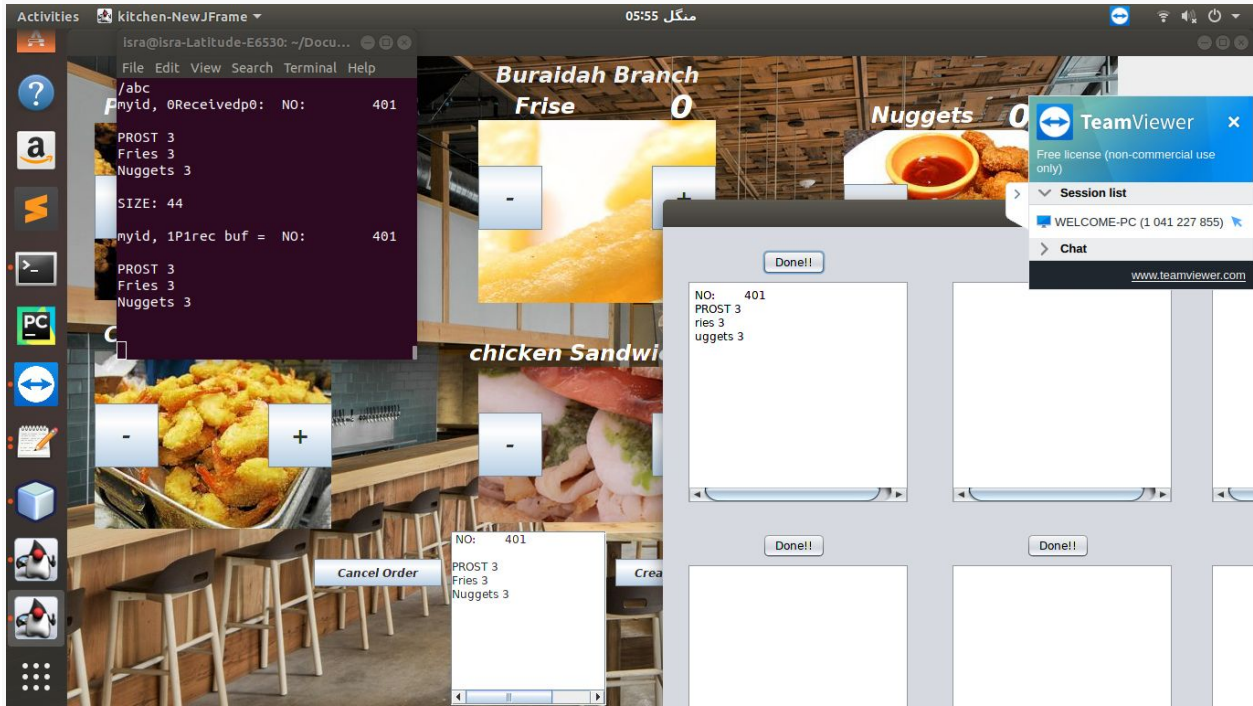 Activities
kitchen-NewJFrame
منگل 05:55
isra@isra-Latitude-E6530: ~/Docu...
File Edit View Search Terminal Help
/abc
myid, 0Receivedp0: NO: 401
PROST 3
Fries 3
Nuggets 3
SIZE: 44
myid, 1P1rec buf = NO: 401
PROST 3
Fries 3
Nuggets 3
Buraidah Branch
P
Frise 0
Nuggets 0
- +
TeamViewer
Free license (non-commercial use
only)
Session list
WELCOME-PC (1 041 227 855)
Chat
www.teamviewer.com
Done!!
NO: 401
PROST 3
ries 3
uggets 3
C
chicken Sandwi
- +
-
Cancel Order
NO: 401
PROST 3
Fries 3
Nuggets 3
Crea
Done!!
Done!!
a
PC